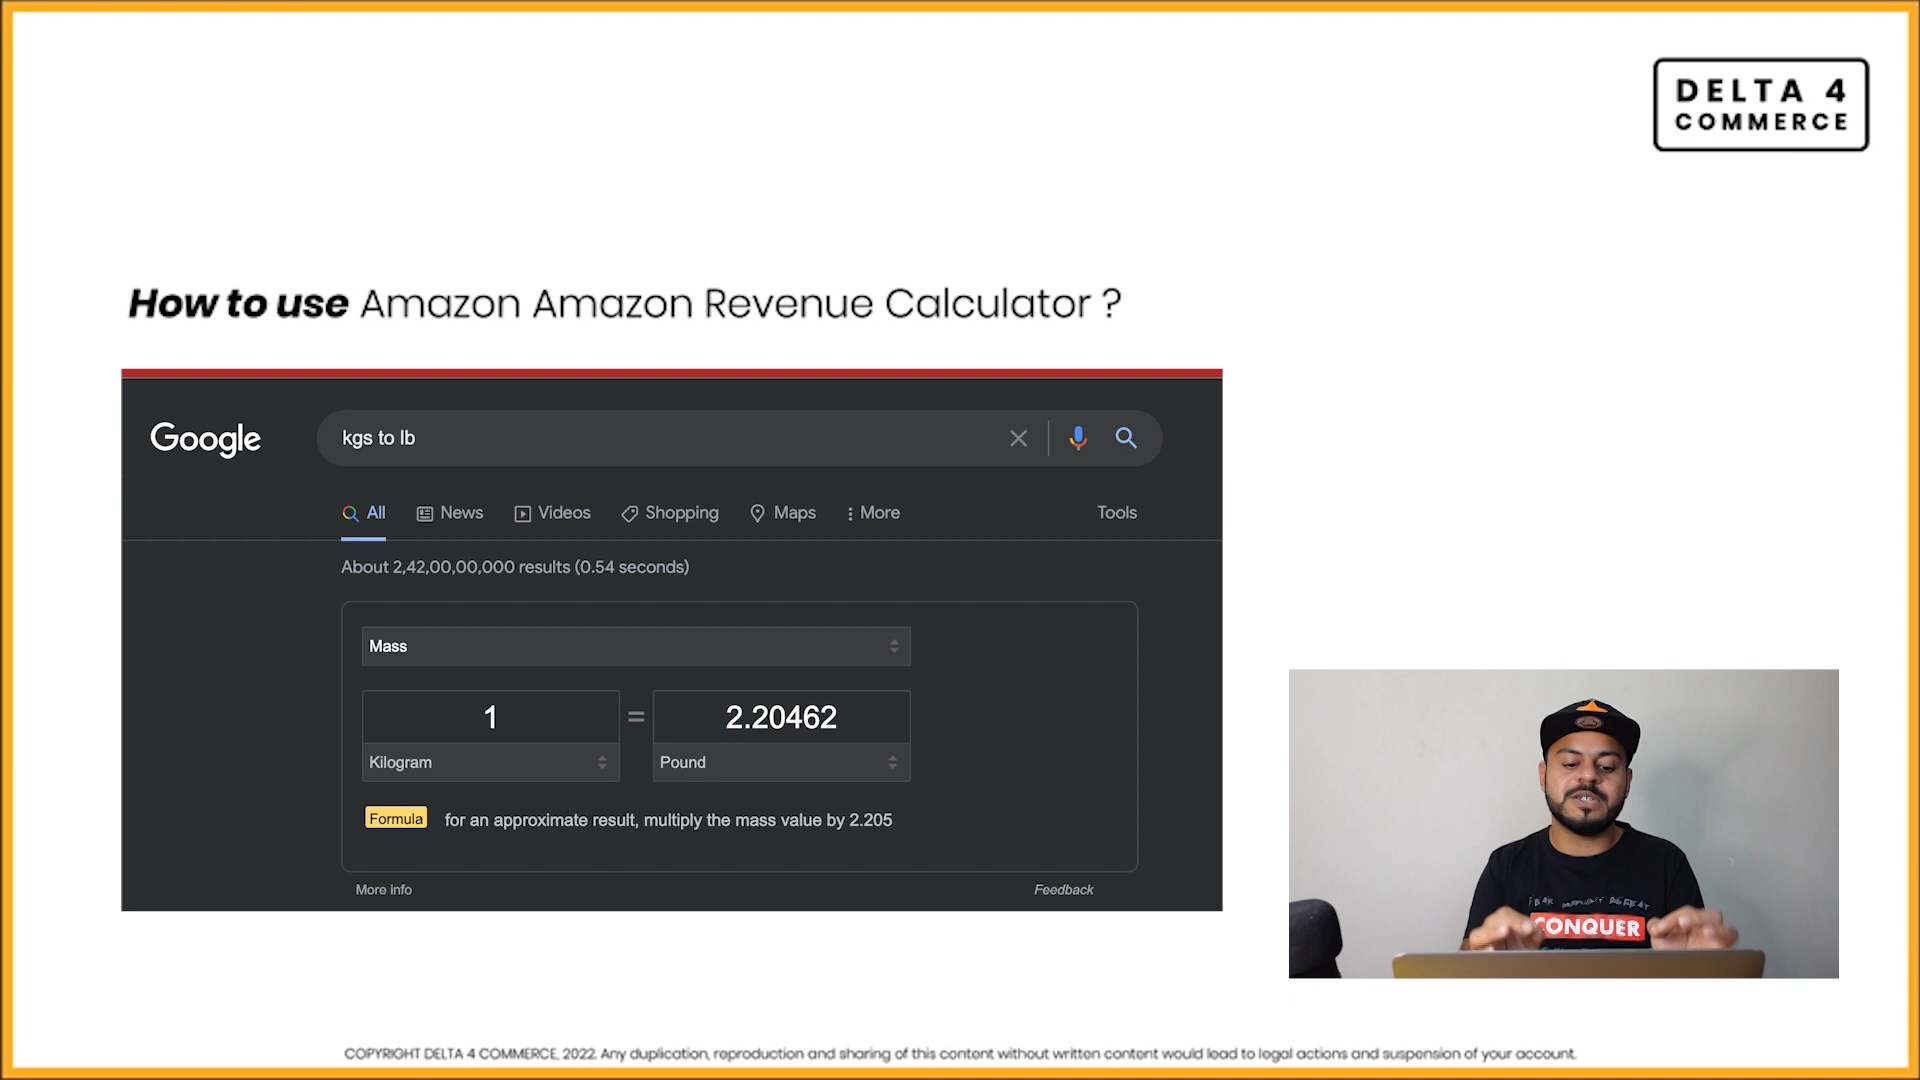 DELTA 4
COMMERCE
How to use Amazon Amazon Revenue Calculator ?
Google
kgs to lb
All News Videos Shopping Maps More Tools
About 2,42,00,00,000 results (0.54 seconds)
Mass
1 = 2.20462
Kilogram Pound
Formula for an approximate result, multiply the mass value by 2.205
More info Feedback
CONQUER
COPYRIGHT DELTA 4 COMMERCE, 2022. Any duplication, reproduction and sharing of this content without written content would lead to legal actions and suspension of your account.